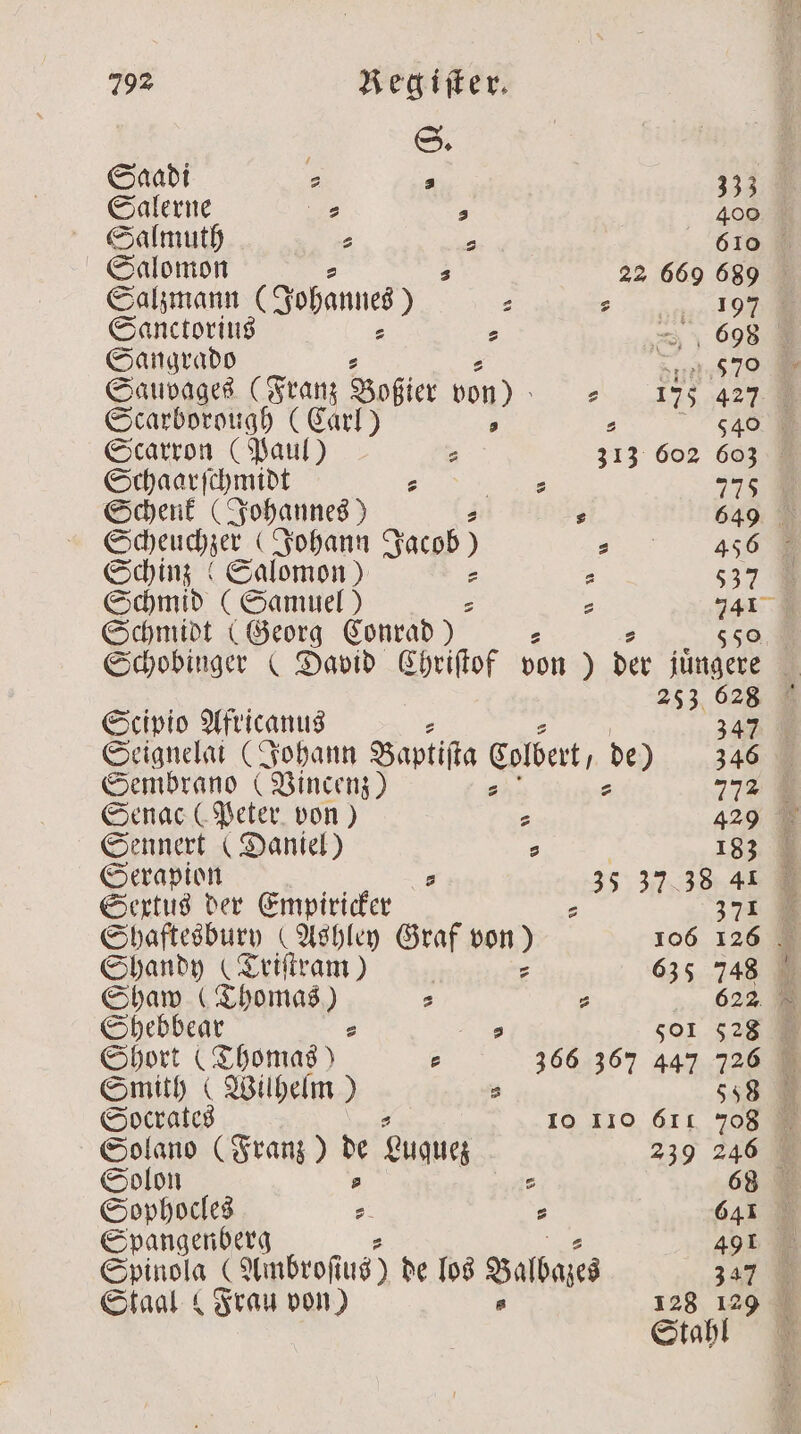 792 Regiſter.
S.
Saadi = = 333
Salerne = = 400
Salmuth = = 610
Salomon = = 22 669 689
Salzmann (Johannes) = = 197
Sanctorius = = 698
Sangrado = = 570
Sauvages (Franz Boßier von) = 175 427
Scarborough (Carl) = = 540
Scarron (Paul) = 313 602 603
Schaarſchmidt = = 775
Schenk (Johannes) = = 649
Scheuchzer (Johann Jacob) = 456
Schinz (Salomon) = = 537
Schmid (Samuel) = = 741
Schmidt (Georg Conrad) = = 550
Schobinger (David Chriſtof von) der jüngere
253 628
Scipio Africanus = = 347
Seignelai (Johann Baptiſta Colbert, de) 346
Sembrano (Vincenz) = = 772
Senac (Peter von) = 429
Sennert (Daniel) = 183
Serapion = 35 37 38 41
Sextus der Empiricker = 371
Shaftesbury (Ashley Graf von) 106 126
Shandy (Triſtram) = 635 748
Shaw (Thomas) = = 622
Shebbear = = 501 528
Short (Thomas) = 366 367 447 726
Smith (Wilhelm) = 558
Socrates = 10 110 611 708
Solano (Franz) de Luquez 239 246
Solon = = 68
Sophocles = = 641
Spangenberg = = 491
Spinola (Ambroſius) de los Balbazes 347
Staal (Frau von) = 128 129
Stahl